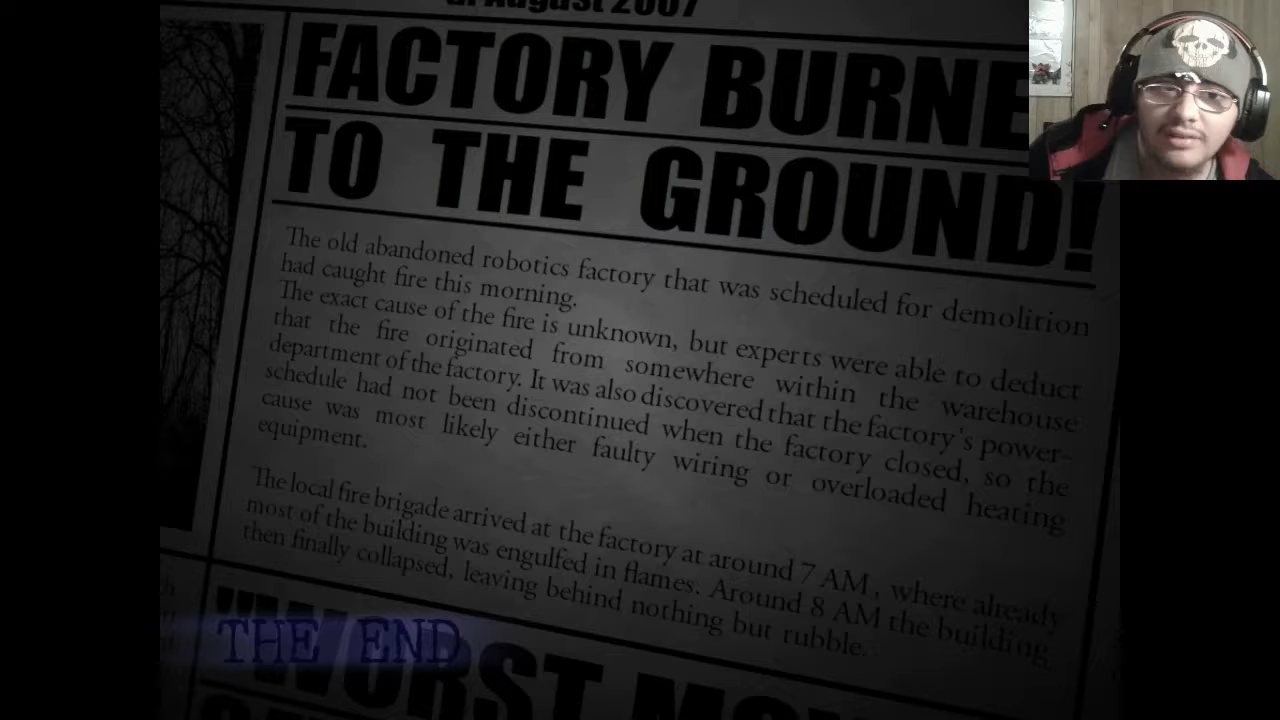 August 2007
FACTORY BURNE
TO THE GROUND!
The old abandoned robotics factory that was scheduled for demolition
had caught fire this morning.
The exact cause of the fire is unknown, but experts were able to deduct
that the fire originated from somewhere within the warehouse
department of the factory. It was also discovered that the factory's power-
schedule had not been discontinued when the factory closed, so the
cause was most likely either faulty wiring or overloaded heating
equipment.
The local fire brigade arrived at the factory at around 7 AM, where already
most of the building was engulfed in flames. Around 8 AM the building
then finally collapsed, leaving behind nothing but rubble.
THE END
"WORST